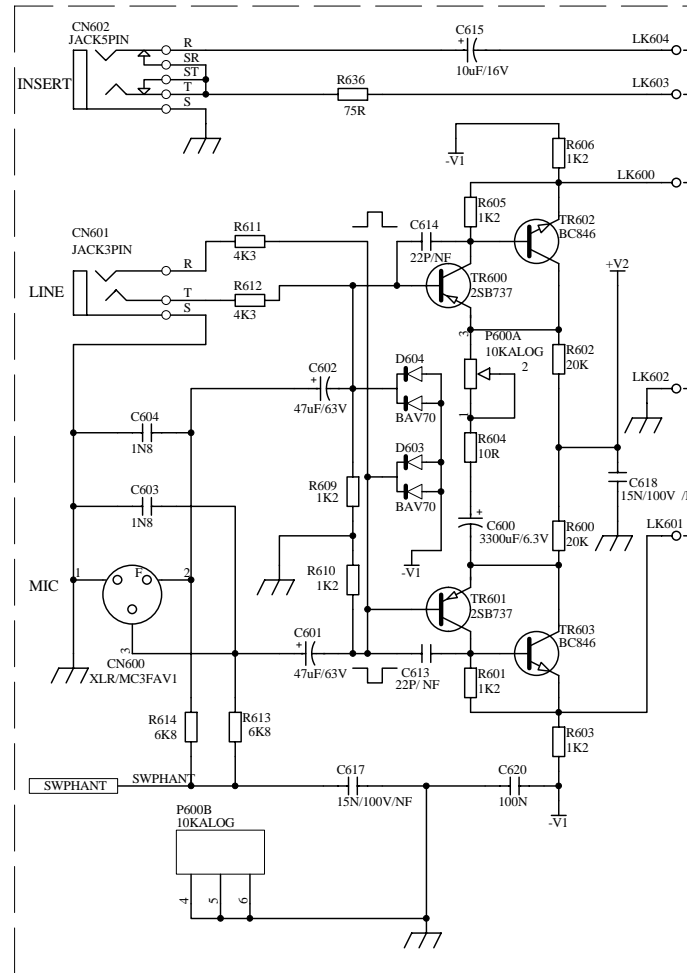 CN602
JACK5PIN
INSERT
R
SR
ST
T
S
C615
+
10uF/16V
LK604
R636
75R
LK603
-V1
R606
1K2
LK600
R605
1K2
C614
22P/NF
TR602
BC846
CN601
JACK3PIN
LINE
R
T
S
R611
4K3
R612
4K3
TR600
2SB737
+V2
3
P600A
10KALOG
2
1
R602
20K
C602
+
47uF/63V
D604
BAV70
D603
BAV70
LK602
R604
10R
C604
1N8
C603
1N8
R609
1K2
C618
15N/100V
+
C600
3300uF/6.3V
R600
20K
LK601
-V1
MIC
1
F
2
3
CN600
XLR/MC3FAV1
R610
1K2
TR601
2SB737
TR603
BC846
C601
+
47uF/63V
C613
22P/ NF
R601
1K2
R614
6K8
R613
6K8
R603
1K2
SWPHANT
SWPHANT
C617
15N/100V/NF
C620
100N
-V1
P600B
10KALOG
4
5
6